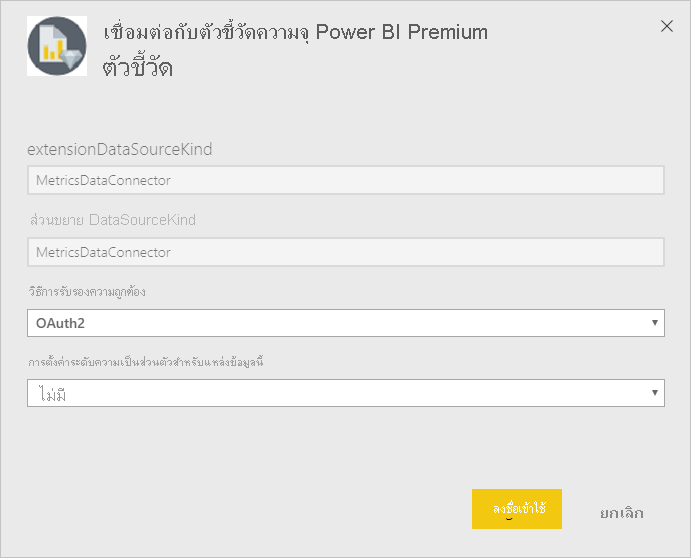 เชื่อมต่อกับตัวชี้วัดความจุ Power BI Premium
ตัวชี้วัด
extensionDataSourceKind
MetricsDataConnector
ส่วนขยาย DataSourceKind
MetricsDataConnector
วิธีการรับรองความถูกต้อง
OAuth2
การตั้งค่าระดับความเป็นส่วนตัวสำหรับแหล่งข้อมูลนี้
ไม่มี
ลงชื่อเข้าใช้
ยกเลิก